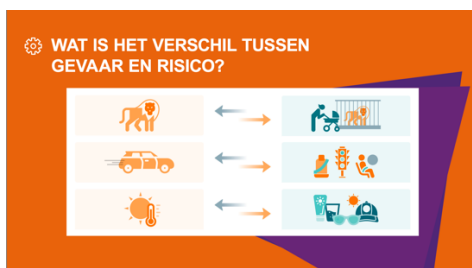 WAT IS HET VERSCHIL TUSSEN
GEVAAR EN RISICO?